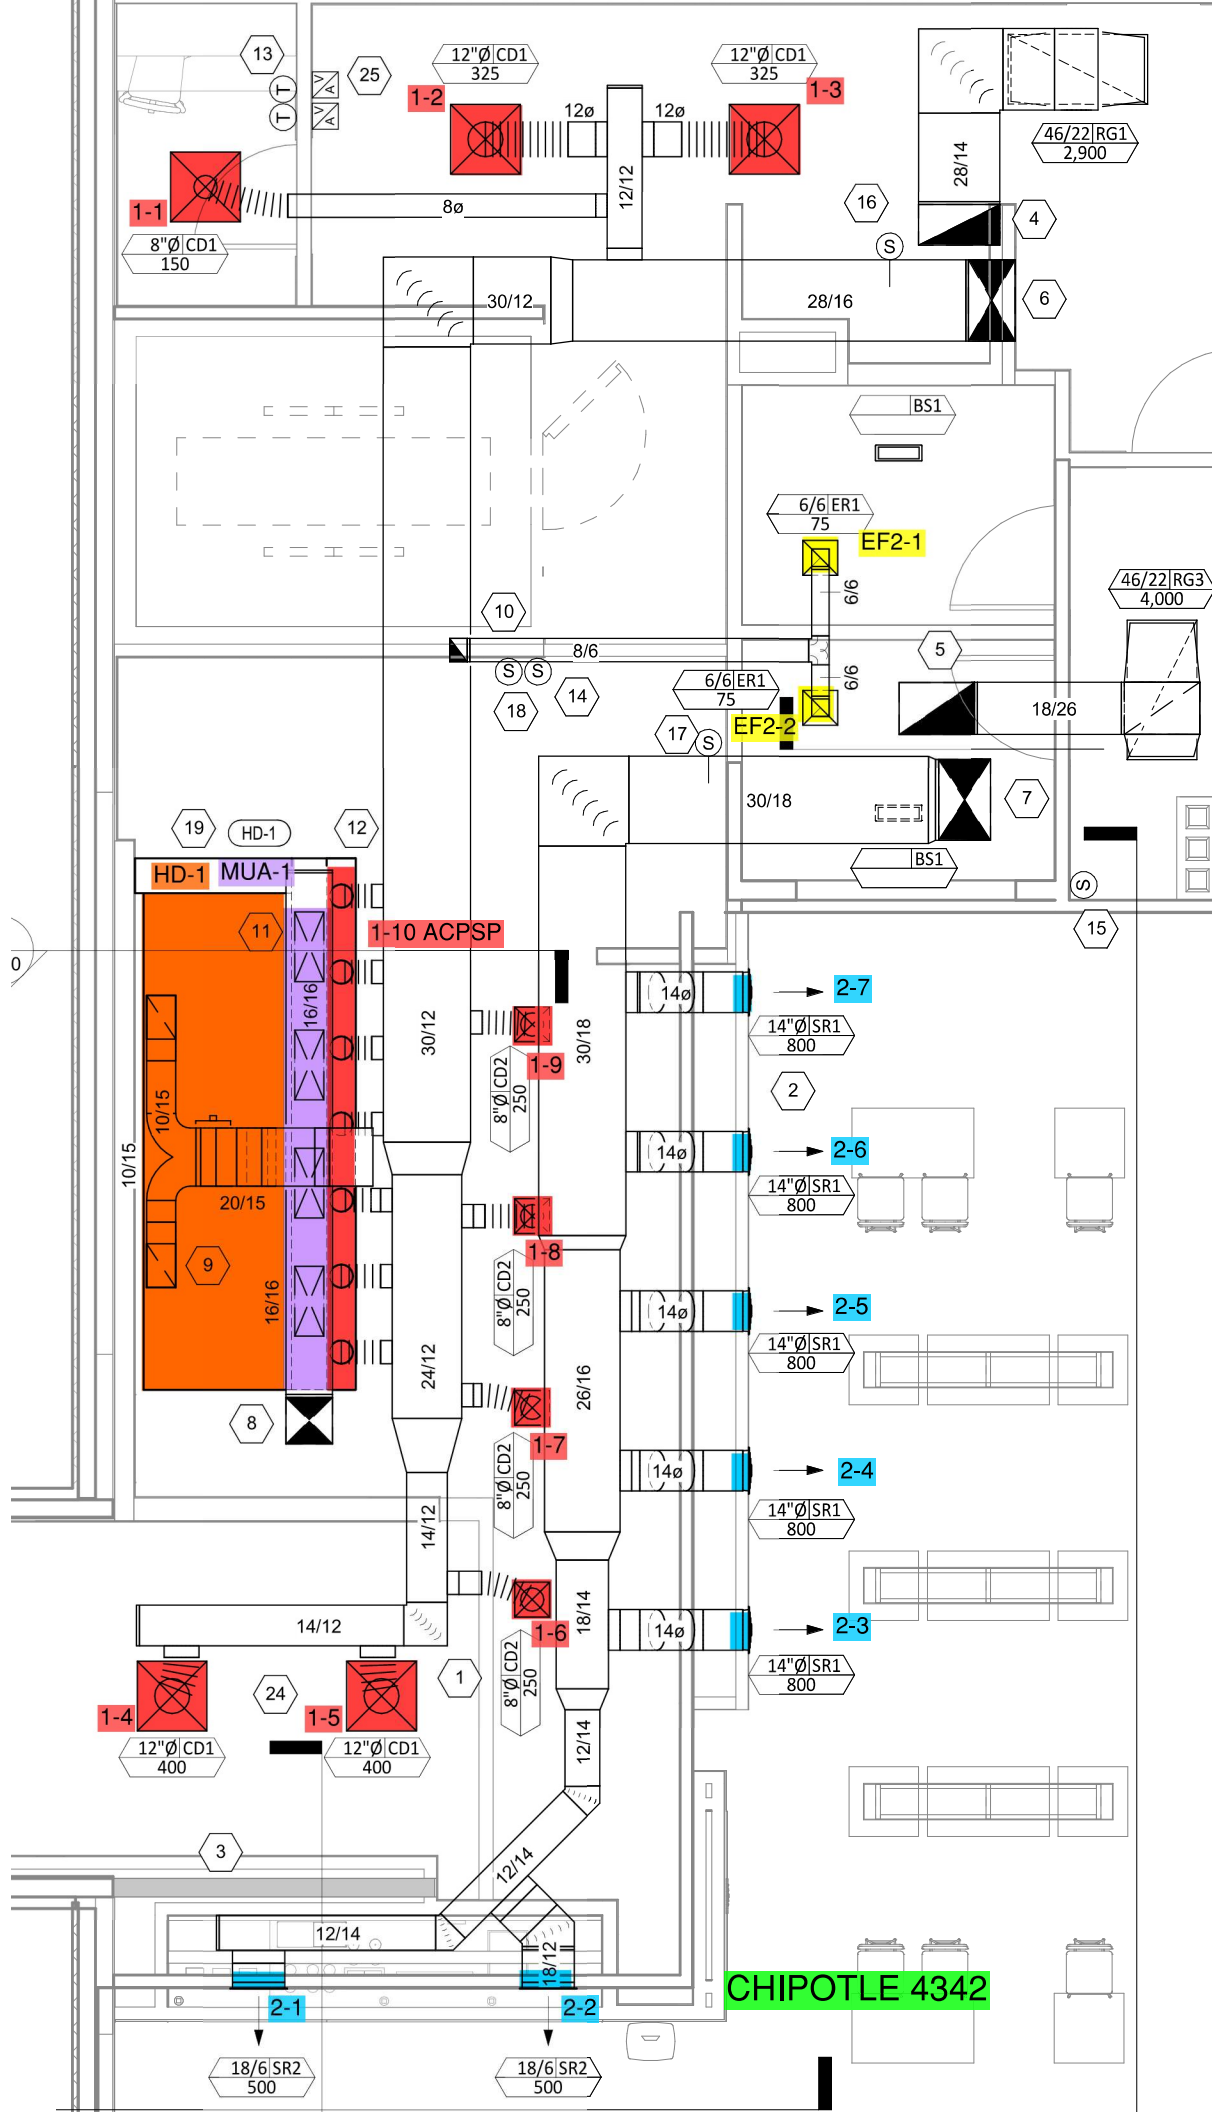 13
T
T
V
A
V
A
25
12"Ø CD1
325
1-2
12"Ø CD1
325
1-3
12ø
12ø
12/12
46/22 RG1
2,900
28/14
1-1
8ø
8"Ø CD1
150
16
4
S
30/12
28/16
6
BS1
6/6 ER1
75
EF2-1
6/6
46/22 RG3
4,000
10
8/6
5
S
S
6/6 ER1
75
6/6
18
14
18/26
17
S
EF2-2
30/18
7
19
HD-1
12
BS1
HD-1
MUA-1
S
11
1-10 ACPSP
15
0
16/16
14ø
2-7
30/12
30/18
14"Ø SR1
800
1-9
8"Ø CD2
250
2
10/15
10/15
14ø
2-6
14"Ø SR1
800
20/15
1-8
9
8"Ø CD2
250
16/16
14ø
2-5
14"Ø SR1
800
24/12
26/16
8
1-7
8"Ø CD2
250
14ø
2-4
14"Ø SR1
800
14/12
14/12
18/14
14ø
2-3
1-6
8"Ø CD2
250
14"Ø SR1
800
1
24
1-4
1-5
12"Ø CD1
400
12"Ø CD1
400
12/14
3
12/14
12/14
18/12
CHIPOTLE 4342
2-1
2-2
18/6 SR2
500
18/6 SR2
500